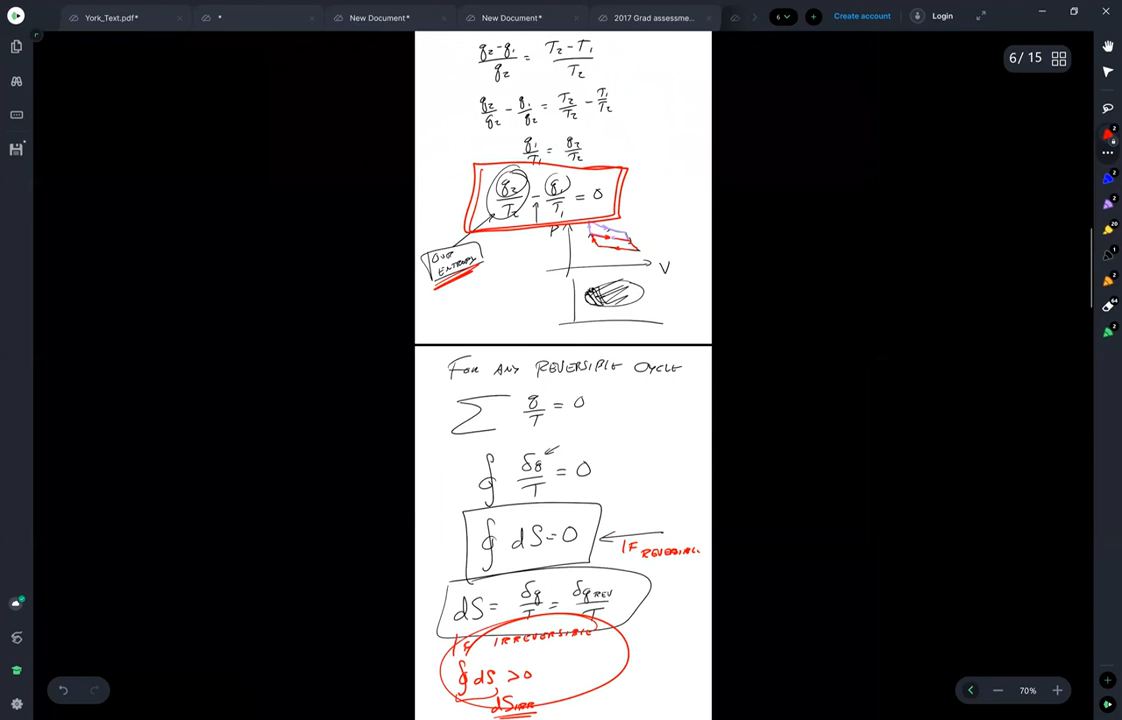 York_Text.pdf*
*
New Document*
New Document*
2017 Grad assessme...
6
Create account
Login
6/ 15
q2-q1/q2 = T2-T1/T2
q2/q2 - q1/q2 = T2/T2 - T1/T2
q1/T1 = q2/T2
q2/T2 - q1/T1 = 0
OUR
ENTROPY
P
V
FOR ANY REVERSIBLE CYCLE
∑ q/T = 0
∮ δq/T = 0
∮ dS = 0
IF REVERSIBLE
dS = δq/T = δqREV/T
IF IRREVERSIBLE
∮ dS > 0
dSIRR
70%